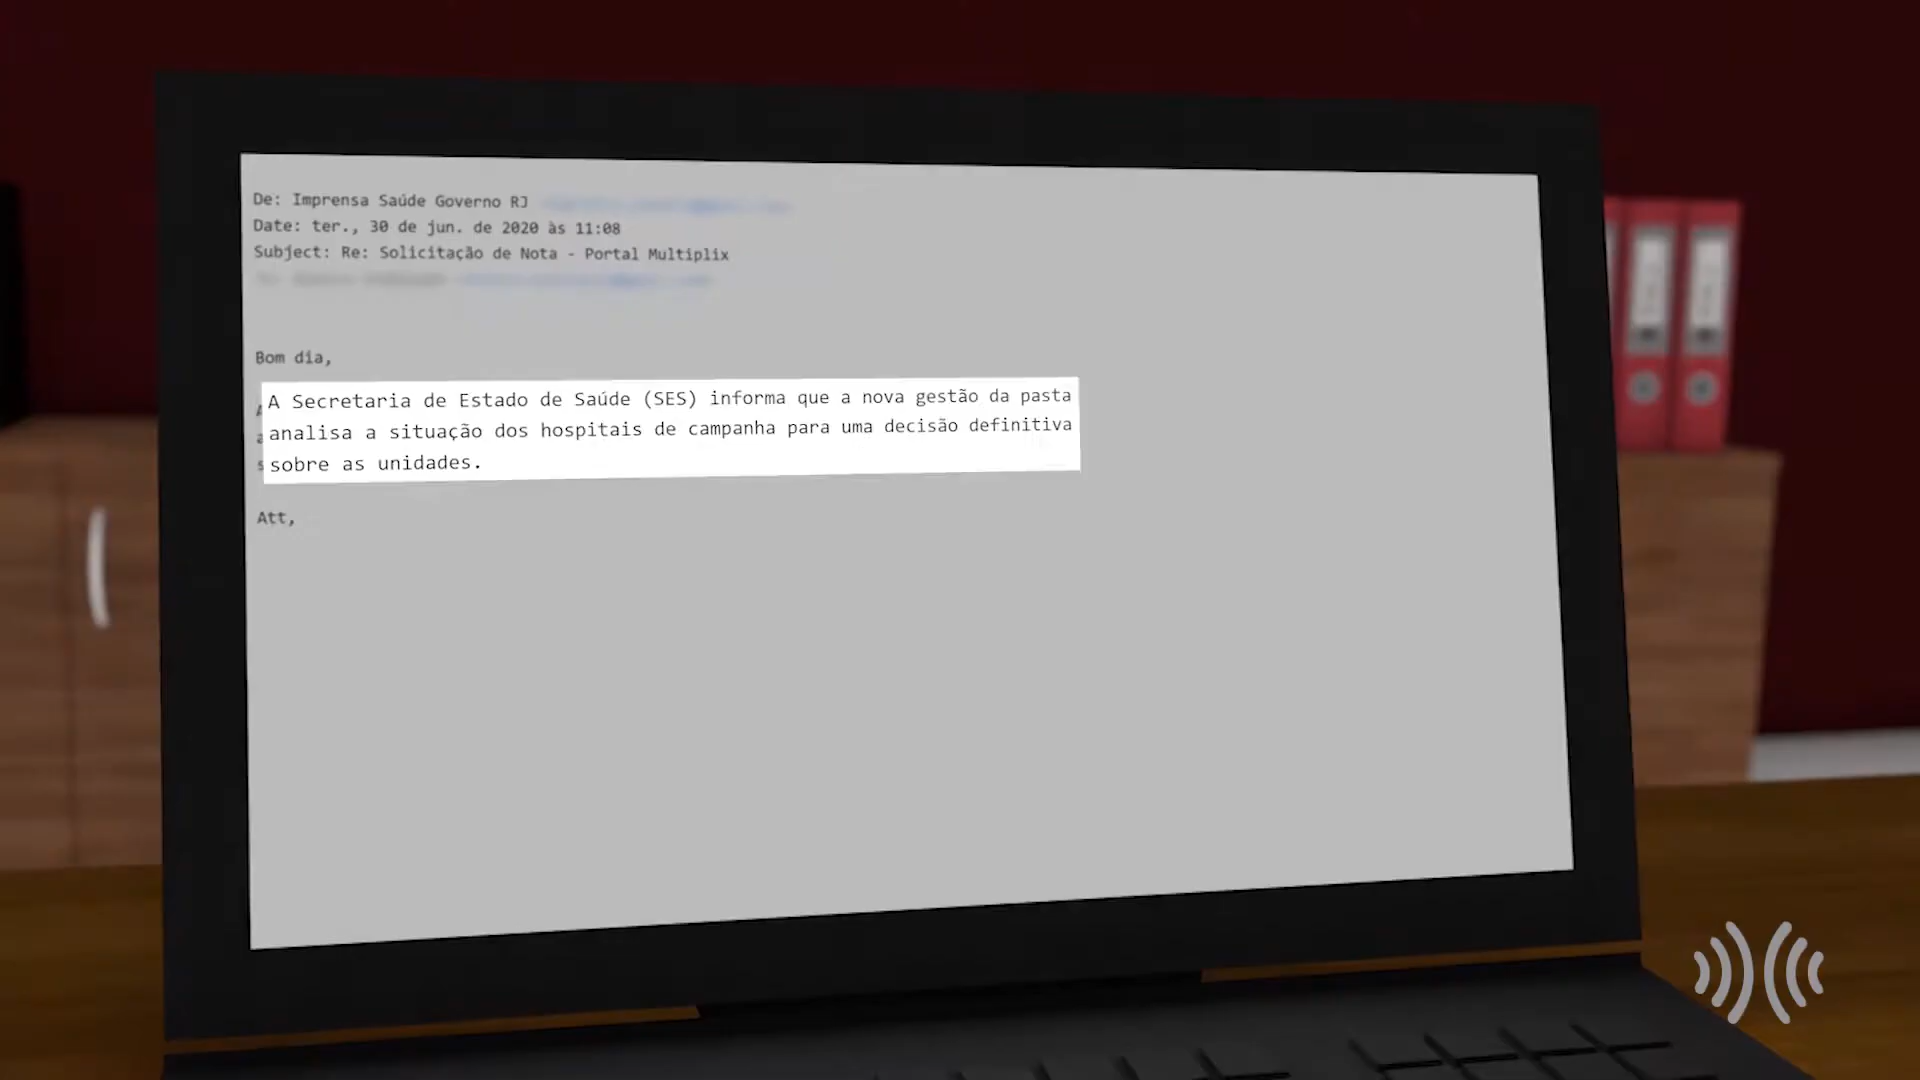 De: Imprensa Saúde Governo RJ
Date: ter., 30 de jun. de 2020 às 11:08
Subject: Re: Solicitação de Nota - Portal Multiplix
Bom dia,
A Secretaria de Estado de Saúde (SES) informa que a nova gestão da pasta
analisa a situação dos hospitais de campanha para uma decisão definitiva
sobre as unidades.
Att,